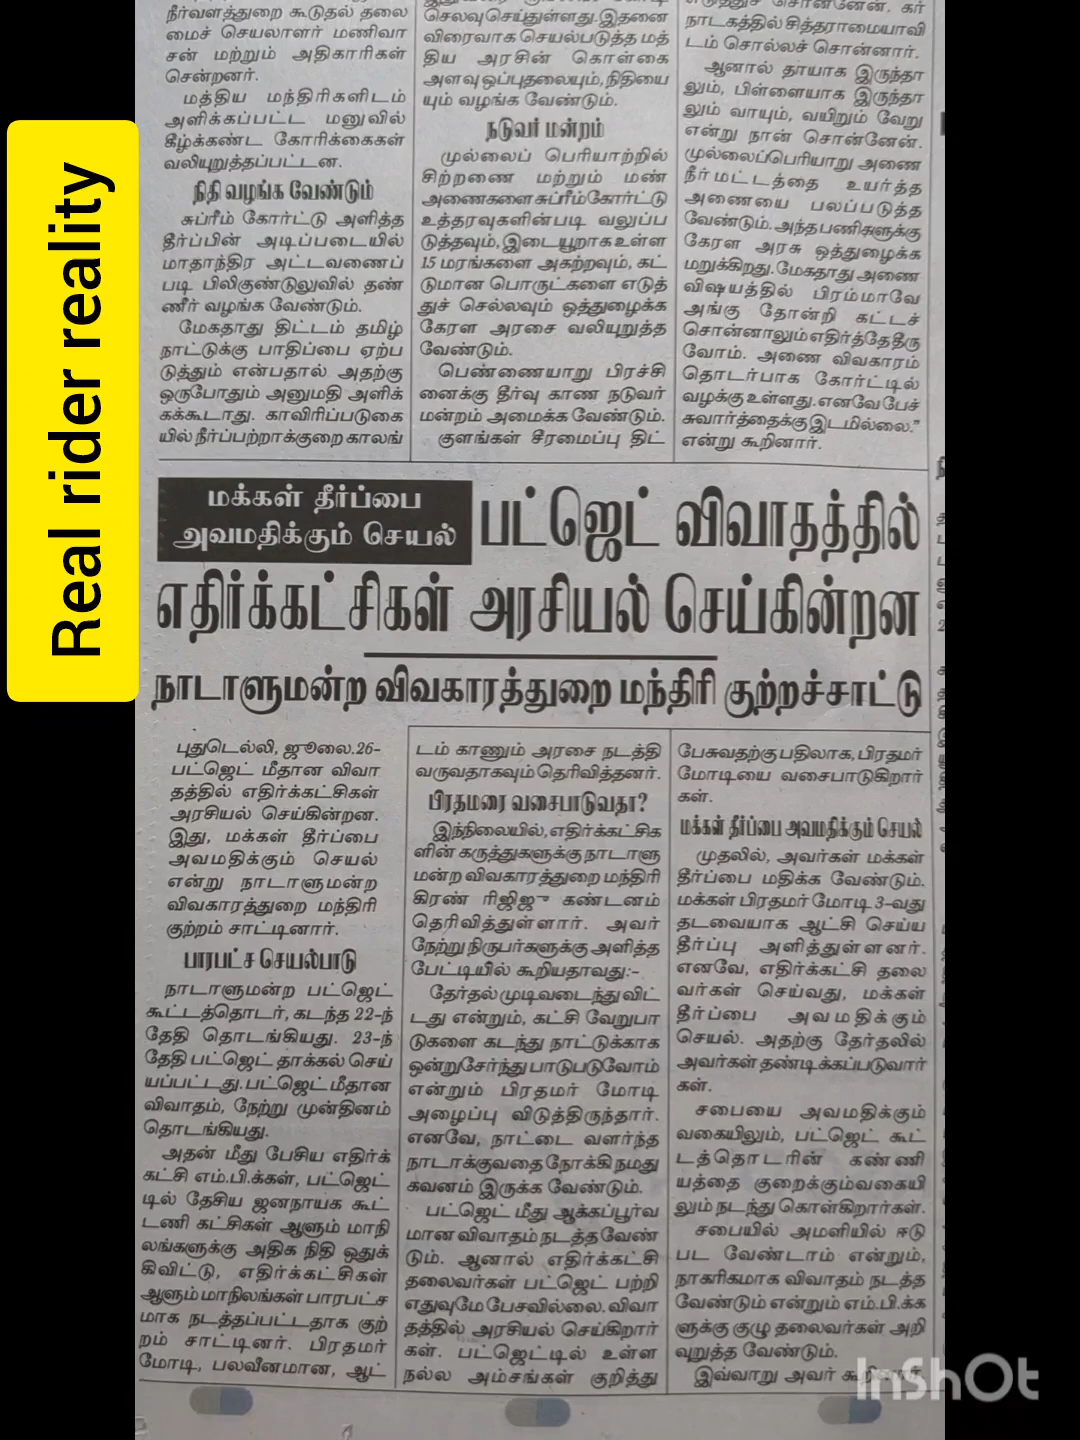 Real rider reality
நீர்வளத்துறை கூடுதல் தலை
மைச் செயலாளர் மணிவா
சன் மற்றும் அதிகாரிகள்
சென்றனர்.
மத்திய மந்திரிகளிடம்
அளிக்கப்பட்ட மனுவில்
கீழ்க்கண்ட கோரிக்கைகள்
வலியுறுத்தப்பட்டன.
நிதி வழங்க வேண்டும்
சுப்ரீம் கோர்ட்டு அளித்த
தீர்ப்பின் அடிப்படையில்
மாதாந்திர அட்டவணைப்
படி பிலிகுண்டுலுவில் தண்
ணீர் வழங்க வேண்டும்.
மேகதாது திட்டம் தமிழ்
நாட்டுக்கு பாதிப்பை ஏற்ப
டுத்தும் என்பதால் அதற்கு
ஒருபோதும் அனுமதி அளிக்
கக்கூடாது. காவிரிப்படுகை
யில் நீர்ப்பற்றாக்குறை காலங்
செலவு செய்துள்ளது. இதனை
விரைவாக செயல்படுத்த மத்
திய அரசின் கொள்கை
அளவு ஒப்புதலையும், நிதியை
யும் வழங்க வேண்டும்.
நடுவர் மன்றம்
முல்லைப் பெரியாற்றில்
சிற்றணை மற்றும் மண்
அணைகளை சுப்ரீம்கோர்ட்டு
உத்தரவுகளின்படி வலுப்ப
டுத்தவும், இடையூறாக உள்ள
15 மரங்களை அகற்றவும், கட்
டுமான பொருட்களை எடுத்
துச் செல்லவும் ஒத்துழைக்க
கேரள அரசை வலியுறுத்த
வேண்டும்.
பெண்ணையாறு பிரச்சி
னைக்கு தீர்வு காண நடுவர்
மன்றம் அமைக்க வேண்டும்.
குளங்கள் சீரமைப்பு திட்
நாடகத்தில் சித்தராமையாவி
டம் சொல்லச் சொன்னார்.
ஆனால் தாயாக இருந்தா
லும், பிள்ளையாக இருந்தா
லும் வாயும், வயிறும் வேறு
என்று நான் சொன்னேன்.
முல்லைப்பெரியாறு அணை
நீர் மட்டத்தை உயர்த்த
அணையை பலப்படுத்த
வேண்டும். அந்த பணிகளுக்கு
கேரள அரசு ஒத்துழைக்க
மறுக்கிறது. மேகதாது அணை
விஷயத்தில் பிரம்மாவே
அங்கு தோன்றி கட்டச்
சொன்னாலும் எதிர்த்தே தீரு
வோம். அணை விவகாரம்
தொடர்பாக கோர்ட்டில்
வழக்கு உள்ளது. எனவே பேச்
சுவார்த்தைக்கு இடமில்லை."
என்று கூறினார்.
மக்கள் தீர்ப்பை
அவமதிக்கும் செயல்
பட்ஜெட் விவாதத்தில்
எதிர்க்கட்சிகள் அரசியல் செய்கின்றன
நாடாளுமன்ற விவகாரத்துறை மந்திரி குற்றச்சாட்டு
புதுடெல்லி, ஜூலை.26-
பட்ஜெட் மீதான விவா
தத்தில் எதிர்க்கட்சிகள்
அரசியல் செய்கின்றன.
இது, மக்கள் தீர்ப்பை
அவமதிக்கும் செயல்
என்று நாடாளுமன்ற
விவகாரத்துறை மந்திரி
குற்றம் சாட்டினார்.
பாரபட்ச செயல்பாடு
நாடாளுமன்ற பட்ஜெட்
கூட்டத்தொடர், கடந்த 22-ந்
தேதி தொடங்கியது. 23-ந்
தேதி பட்ஜெட் தாக்கல் செய்
யப்பட்டது. பட்ஜெட் மீதான
விவாதம், நேற்று முன்தினம்
தொடங்கியது.
அதன் மீது பேசிய எதிர்க்
கட்சி எம்.பி.க்கள், பட்ஜெட்
டில் தேசிய ஜனநாயக கூட்
டணி கட்சிகள் ஆளும் மாநி
லங்களுக்கு அதிக நிதி ஒதுக்
கிவிட்டு, எதிர்க்கட்சிகள்
ஆளும் மாநிலங்கள் பாரபட்ச
மாக நடத்தப்பட்டதாக குற்
றம் சாட்டினர். பிரதமர்
மோடி, பலவீனமான, ஆட்
டம் காணும் அரசை நடத்தி
வருவதாகவும் தெரிவித்தனர்.
பிரதமரை வசைபாடுவதா?
இந்நிலையில், எதிர்க்கட்சிக
ளின் கருத்துகளுக்கு நாடாளு
மன்ற விவகாரத்துறை மந்திரி
கிரண் ரிஜிஜு கண்டனம்
தெரிவித்துள்ளார். அவர்
நேற்று நிருபர்களுக்கு அளித்த
பேட்டியில் கூறியதாவது:-
தேர்தல் முடிவடைந்து விட்
டது என்றும், கட்சி வேறுபா
டுகளை கடந்து நாட்டுக்காக
ஒன்று சேர்ந்து பாடுபடுவோம்
என்றும் பிரதமர் மோடி
அழைப்பு விடுத்திருந்தார்.
எனவே, நாட்டை வளர்ந்த
நாடாக்குவதை நோக்கி நமது
கவனம் இருக்க வேண்டும்.
பட்ஜெட் மீது ஆக்கப்பூர்வ
மான விவாதம் நடத்த வேண்
டும். ஆனால் எதிர்க்கட்சி
தலைவர்கள் பட்ஜெட் பற்றி
எதுவுமே பேசவில்லை. விவா
தத்தில் அரசியல் செய்கிறார்
கள். பட்ஜெட்டில் உள்ள
நல்ல அம்சங்கள் குறித்து
பேசுவதற்கு பதிலாக, பிரதமர்
மோடியை வசைபாடுகிறார்
கள்.
மக்கள் தீர்ப்பை அவமதிக்கும் செயல்
முதலில், அவர்கள் மக்கள்
தீர்ப்பை மதிக்க வேண்டும்.
மக்கள் பிரதமர் மோடி 3-வது
தடவையாக ஆட்சி செய்ய
தீர்ப்பு அளித்துள்ளனர்.
எனவே, எதிர்க்கட்சி தலை
வர்கள் செய்வது, மக்கள்
தீர்ப்பை அவமதிக்கும்
செயல். அதற்கு தேர்தலில்
அவர்கள் தண்டிக்கப்படுவார்
கள்.
சபையை அவமதிக்கும்
வகையிலும், பட்ஜெட் கூட்
டத்தொடரின் கண்ணி
யத்தை குறைக்கும்வகையி
லும் நடந்து கொள்கிறார்கள்.
சபையில் அமளியில் ஈடு
பட வேண்டாம் என்றும்,
நாகரிகமாக விவாதம் நடத்த
வேண்டும் என்றும் எம்.பி.க்க
ளுக்கு குழு தலைவர்கள் அறி
வுறுத்த வேண்டும்.
இவ்வாறு அவர்
InShOt